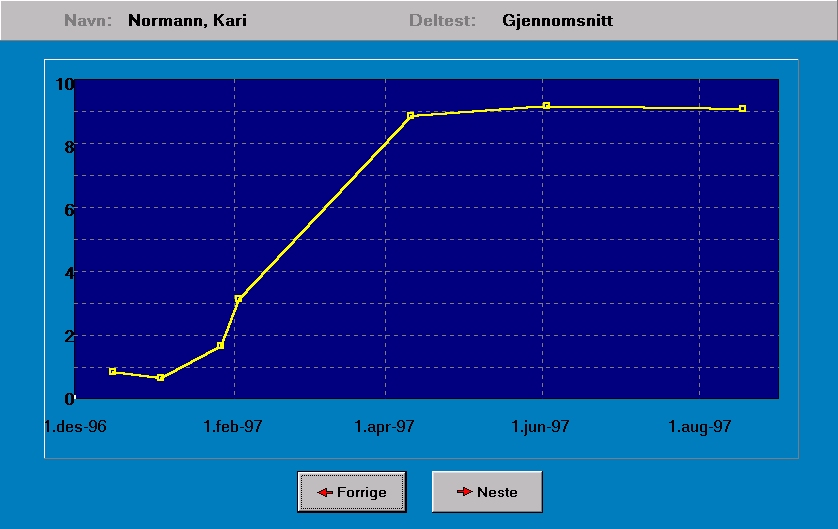 Navn: Normann, Kari Deltest: Gjennomsnitt
10
8
6
4
2
0
1.des-96 1.feb-97 1.apr-97 1.jun-97 1.aug-97
Forrige Neste